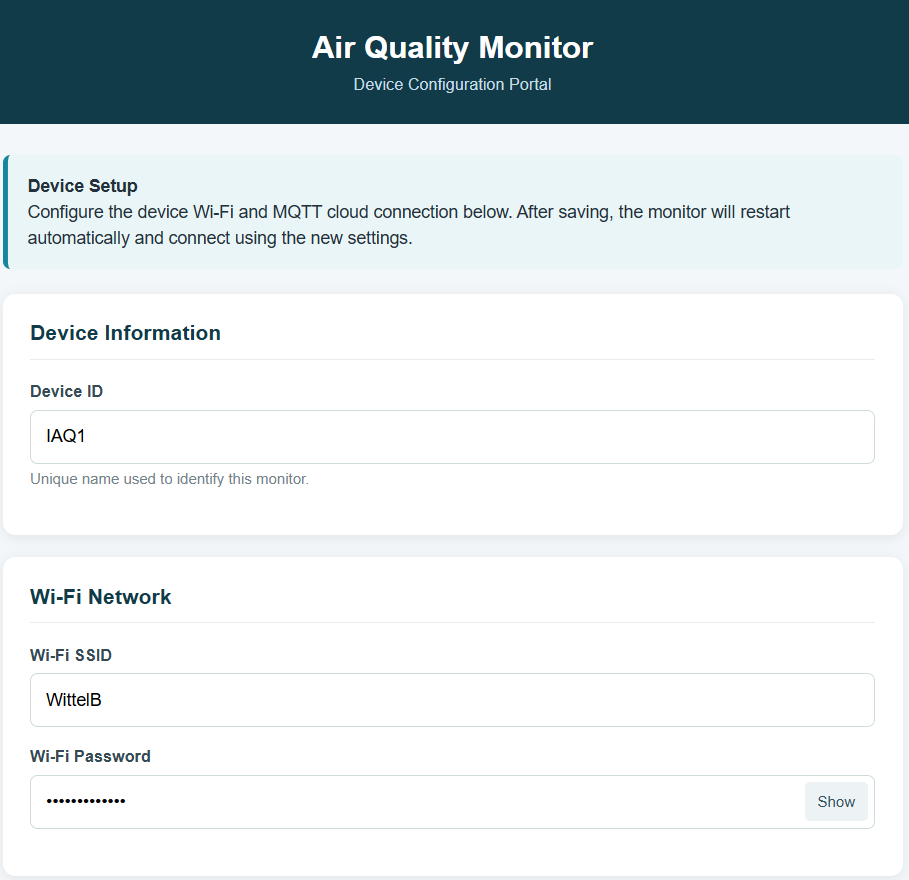 Air Quality Monitor
Device Configuration Portal
Device Setup
Configure the device Wi-Fi and MQTT cloud connection below. After saving, the monitor will restart
automatically and connect using the new settings.
Device Information
Device ID
IAQ1
Unique name used to identify this monitor.
Wi-Fi Network
Wi-Fi SSID
WittelB
Wi-Fi Password
•••••••••••••
Show